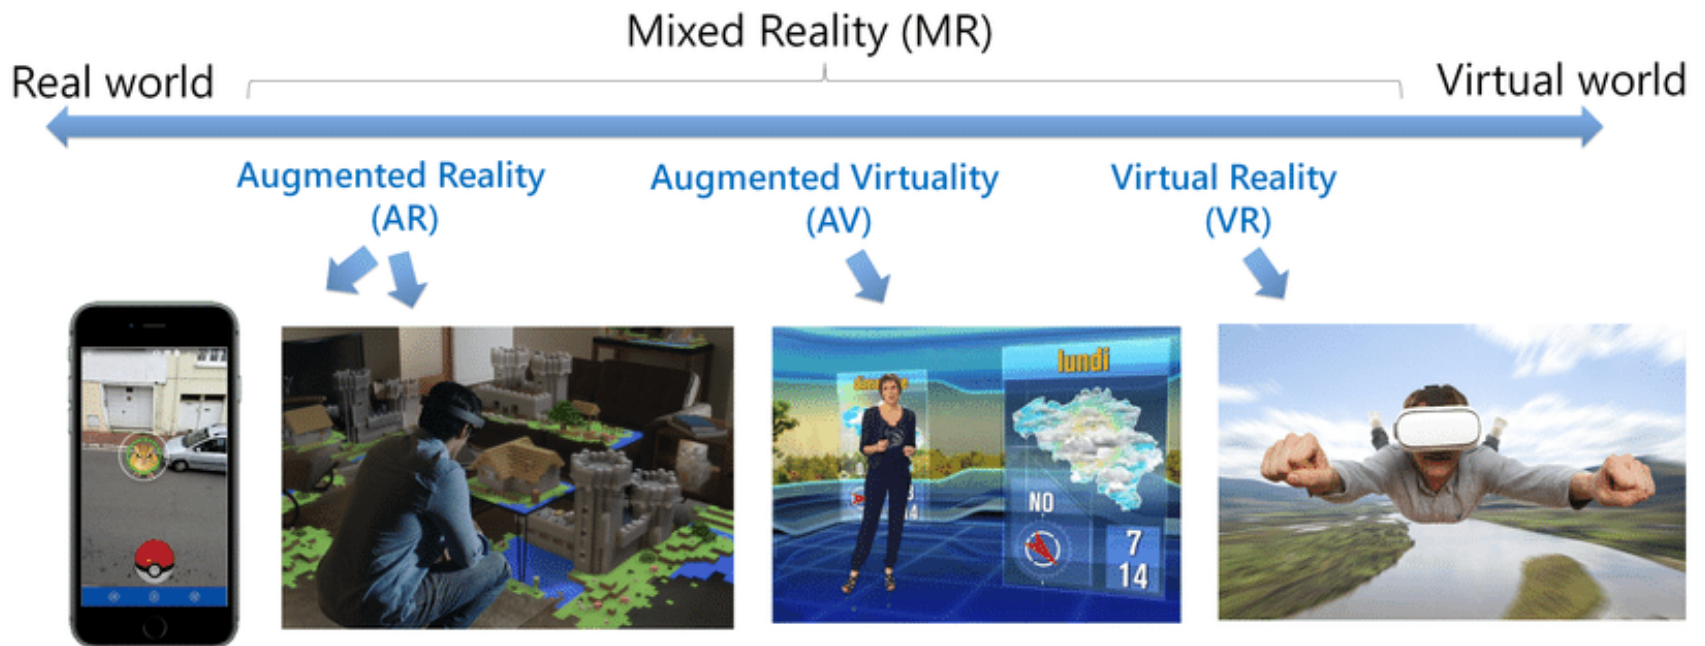 Mixed Reality (MR)
Real world
Virtual world
Augmented Reality
(AR)
Augmented Virtuality
(AV)
Virtual Reality
(VR)
lundi
NO
7
14